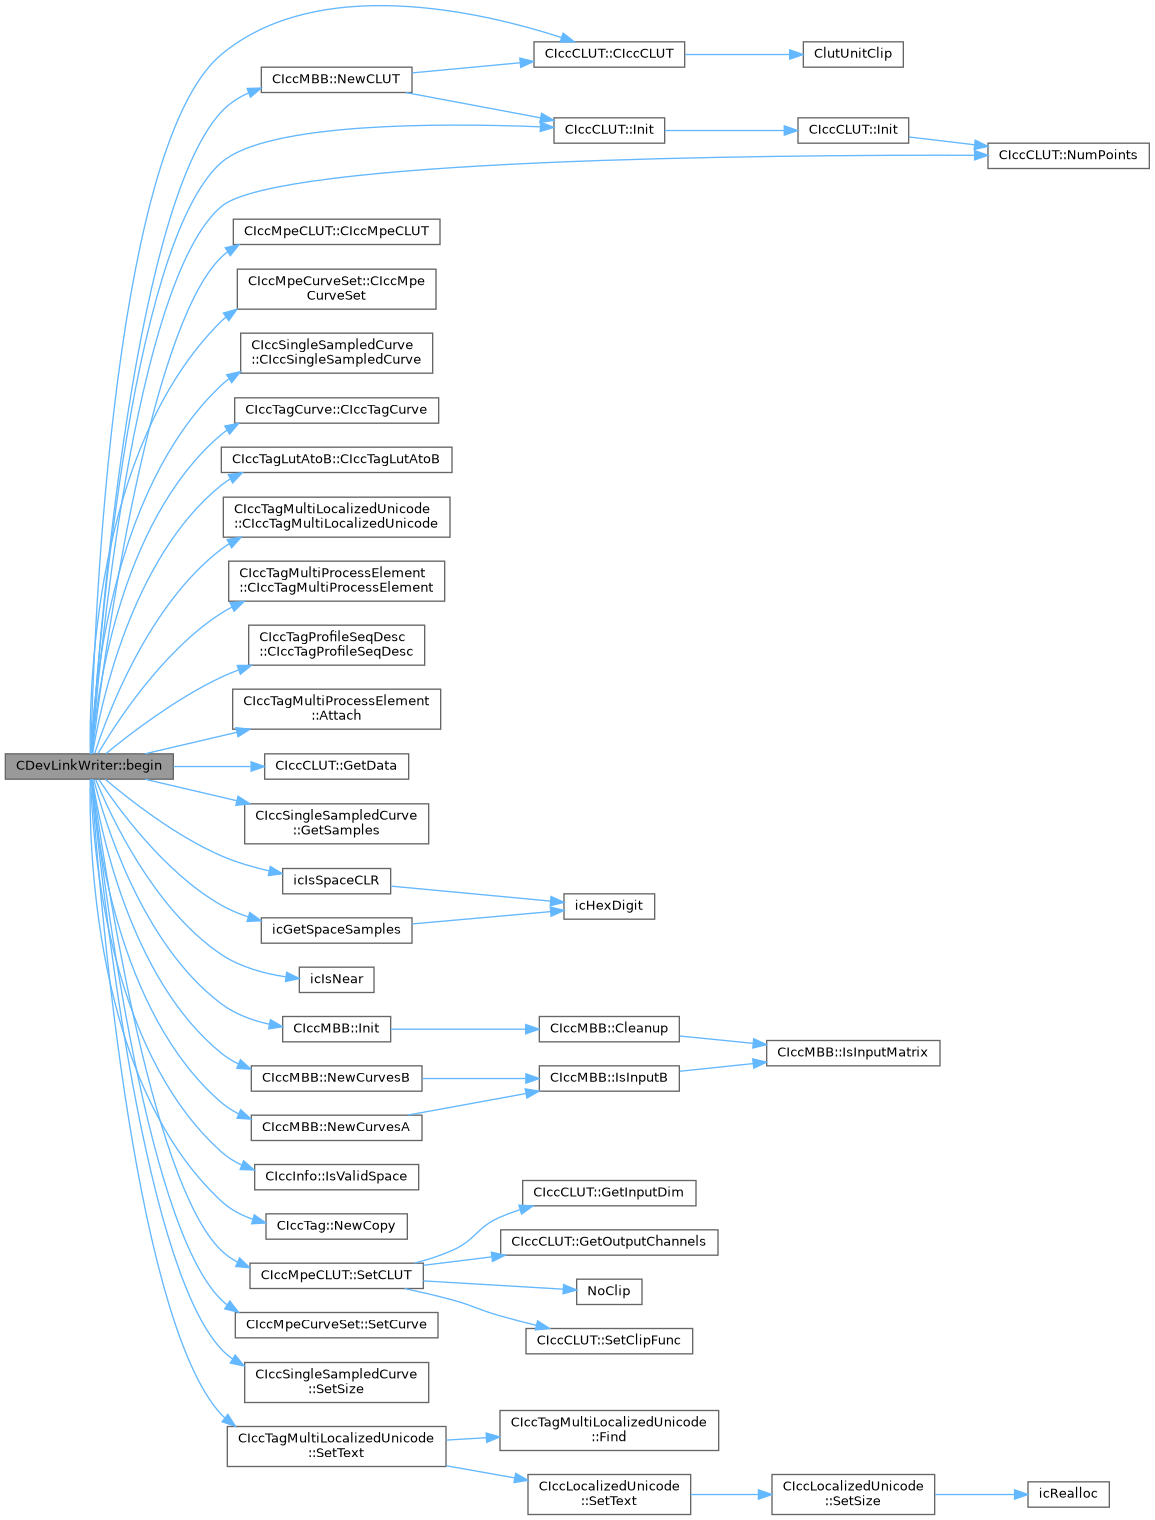 CIccCLUT::CIccCLUT
ClutUnitClip
CIccMBB::NewCLUT
CIccCLUT::Init
CIccCLUT::Init
CIccCLUT::NumPoints
CIccMpeCLUT::CIccMpeCLUT
CIccMpeCurveSet::CIccMpe
CurveSet
CIccSingleSampledCurve
::CIccSingleSampledCurve
CIccTagCurve::CIccTagCurve
CIccTagLutAtoB::CIccTagLutAtoB
CIccTagMultiLocalizedUnicode
::CIccTagMultiLocalizedUnicode
CIccTagMultiProcessElement
::CIccTagMultiProcessElement
CIccTagProfileSeqDesc
::CIccTagProfileSeqDesc
CIccTagMultiProcessElement
::Attach
CDevLinkWriter::begin
CIccCLUT::GetData
CIccSingleSampledCurve
::GetSamples
icIsSpaceCLR
icHexDigit
icGetSpaceSamples
icIsNear
CIccMBB::Init
CIccMBB::Cleanup
CIccMBB::IsInputMatrix
CIccMBB::NewCurvesB
CIccMBB::IsInputB
CIccMBB::NewCurvesA
CIccInfo::IsValidSpace
CIccCLUT::GetInputDim
CIccTag::NewCopy
CIccCLUT::GetOutputChannels
CIccMpeCLUT::SetCLUT
NoClip
CIccMpeCurveSet::SetCurve
CIccCLUT::SetClipFunc
CIccSingleSampledCurve
::SetSize
CIccTagMultiLocalizedUnicode
::Find
CIccTagMultiLocalizedUnicode
::SetText
CIccLocalizedUnicode
::SetText
CIccLocalizedUnicode
::SetSize
icRealloc